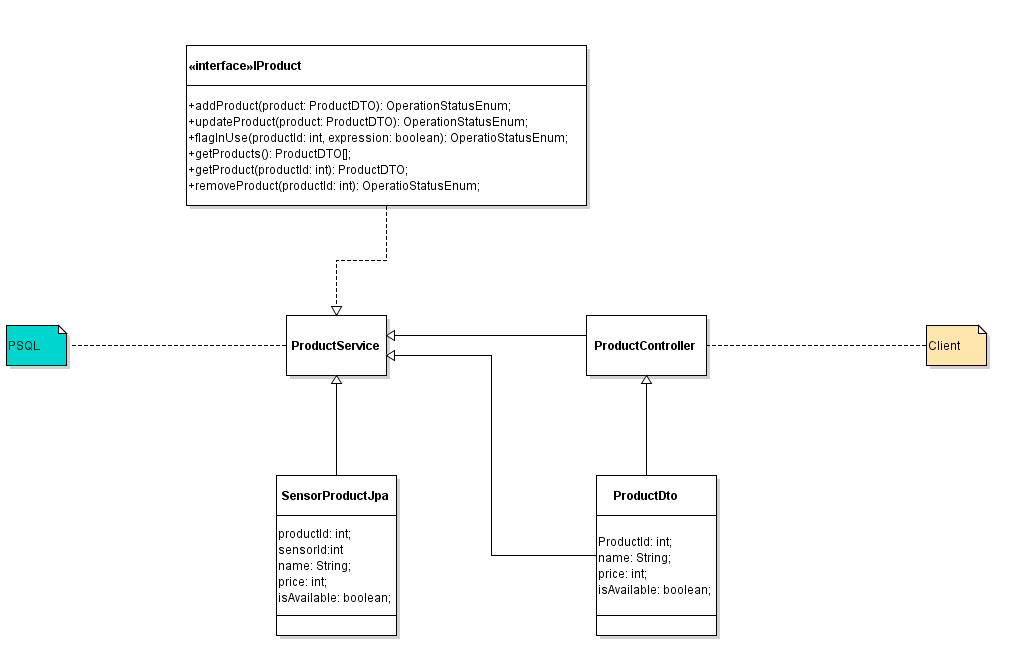 «interface»IProduct
+addProduct(product: ProductDTO): OperationStatusEnum;
+updateProduct(product: ProductDTO): OperationStatusEnum;
+flagInUse(productId: int, expression: boolean): OperatioStatusEnum;
+getProducts(): ProductDTO[];
+getProduct(productId: int): ProductDTO;
+removeProduct(productId: int): OperatioStatusEnum;
PSQL
ProductService
ProductController
Client
SensorProductJpa
productId: int;
sensorId:int
name: String;
price: int;
isAvailable: boolean;
ProductDto
ProductId: int;
name: String;
price: int;
isAvailable: boolean;